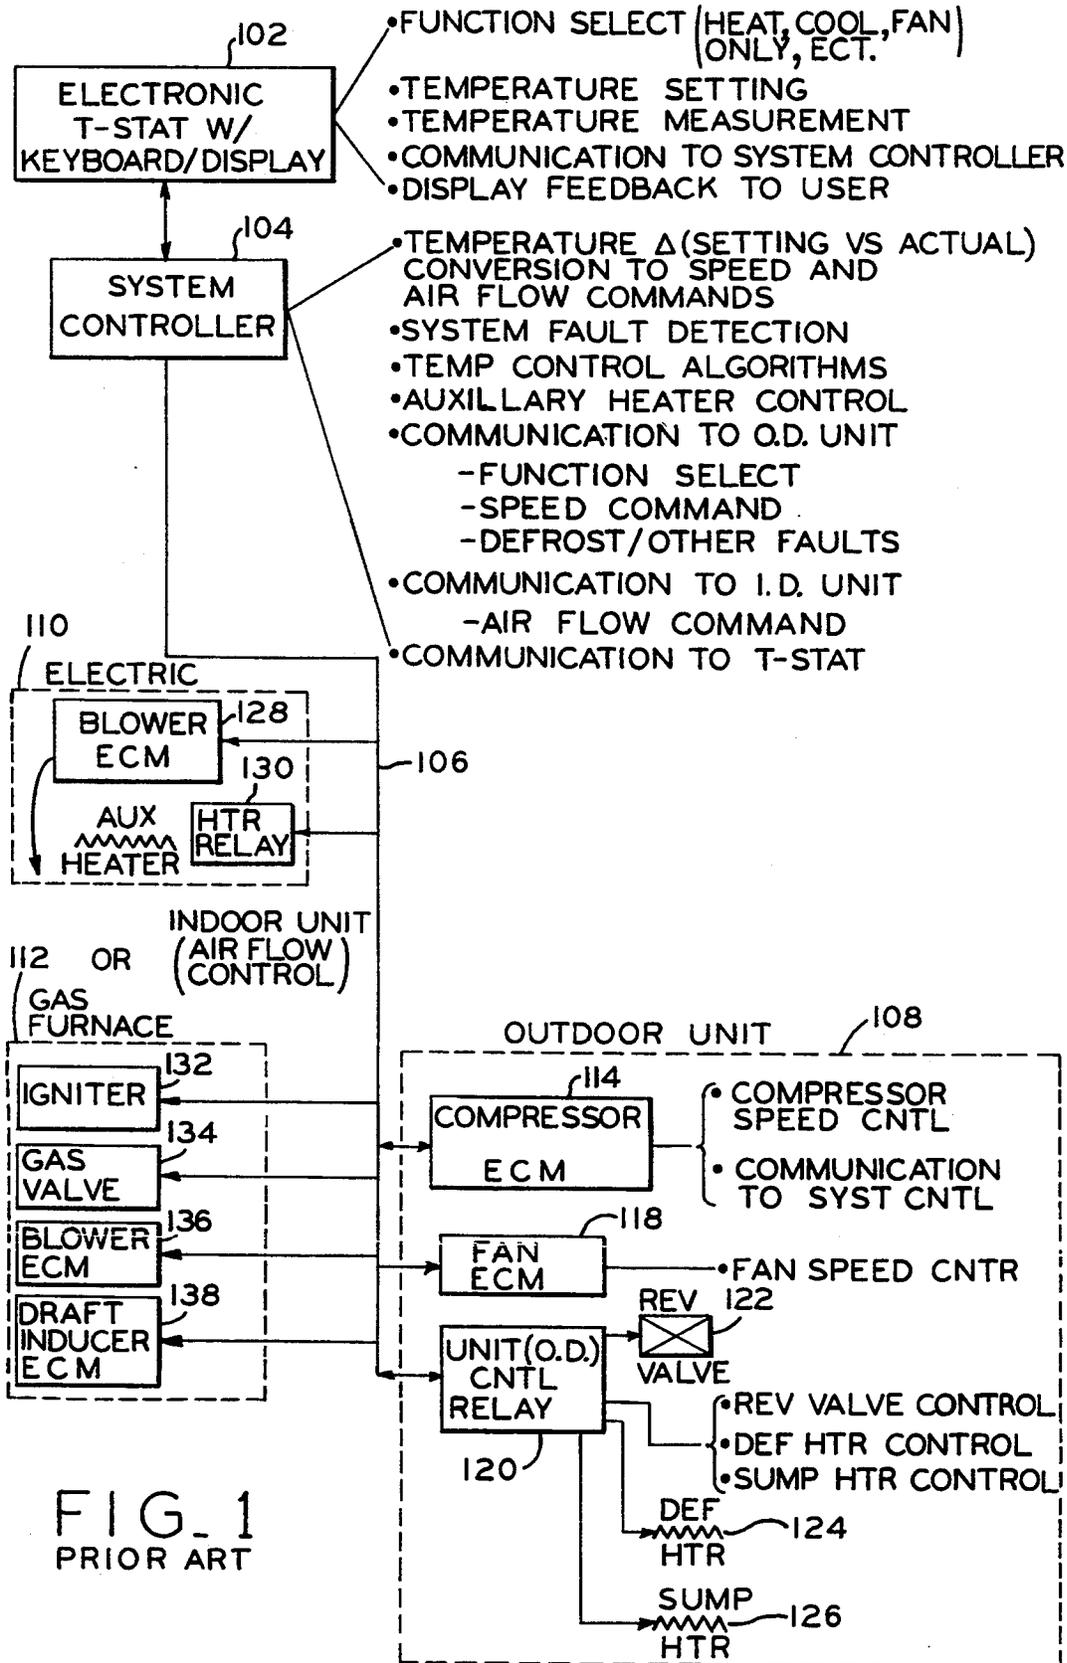 102
ELECTRONIC
T-STAT W/
KEYBOARD/DISPLAY
•FUNCTION SELECT (HEAT, COOL, FAN)
(ONLY, ECT.
•TEMPERATURE SETTING
•TEMPERATURE MEASUREMENT
•COMMUNICATION TO SYSTEM CONTROLLER
•DISPLAY FEEDBACK TO USER
104
SYSTEM
CONTROLLER
•TEMPERATURE Δ(SETTING VS ACTUAL)
CONVERSION TO SPEED AND
AIR FLOW COMMANDS
•SYSTEM FAULT DETECTION
•TEMP CONTROL ALGORITHMS
•AUXILLARY HEATER CONTROL
•COMMUNICATION TO O.D. UNIT
-FUNCTION SELECT
-SPEED COMMAND
-DEFROST/OTHER FAULTS
•COMMUNICATION TO I.D. UNIT
-AIR FLOW COMMAND
•COMMUNICATION TO T-STAT
110
ELECTRIC
BLOWER
ECM
128
106
130
AUX
HEATER
HTR
RELAY
INDOOR UNIT
(AIR FLOW
CONTROL)
112 OR
GAS
FURNACE
IGNITER
132
GAS
VALVE
134
BLOWER
ECM
136
DRAFT
INDUCER
ECM
138
OUTDOOR UNIT
108
114
COMPRESSOR
ECM
• COMPRESSOR
SPEED CNTL
• COMMUNICATION
TO SYST CNTL
118
FAN
ECM
•FAN SPEED CNTR
REV
122
VALVE
UNIT(O.D.)
CNTL
RELAY
120
•REV VALVE CONTROL
•DEF HTR CONTROL
•SUMP HTR CONTROL
DEF
124
HTR
SUMP
126
HTR
FIG_1
PRIOR ART